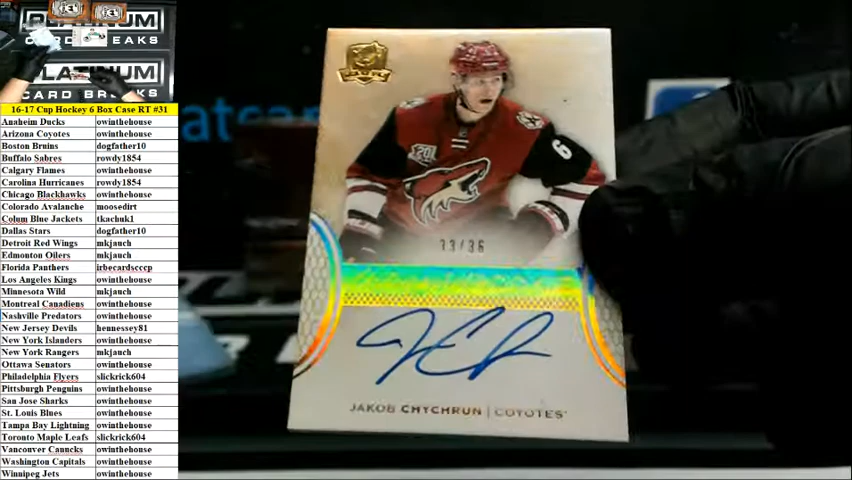 PLATINUM
CARD BREAKS
PLATINUM
CARD BREAKS
16-17 Cup Hockey 6 Box Case RT #31
Anaheim Ducks owinthehouse
Arizona Coyotes owinthehouse
Boston Bruins dogfather10
Buffalo Sabres rowdy1854
Calgary Flames owinthehouse
Carolina Hurricanes rowdy1854
Chicago Blackhawks owinthehouse
Colorado Avalanche moosedirt
Colum Blue Jackets tkachuk1
Dallas Stars dogfather10
Detroit Red Wings mkjauch
Edmonton Oilers mkjauch
Florida Panthers irbecardscccp
Los Angeles Kings owinthehouse
Minnesota Wild mkjauch
Montreal Canadiens owinthehouse
Nashville Predators owinthehouse
New Jersey Devils hennessey81
New York Islanders owinthehouse
New York Rangers mkjauch
Ottawa Senators owinthehouse
Philadelphia Flyers slickrick604
Pittsburgh Penguins owinthehouse
San Jose Sharks owinthehouse
St. Louis Blues owinthehouse
Tampa Bay Lightning owinthehouse
Toronto Maple Leafs slickrick604
Vancouver Canucks owinthehouse
Washington Capitals owinthehouse
Winnipeg Jets owinthehouse
6
20
33/36
JAKOB CHYCHRUN | COYOTES